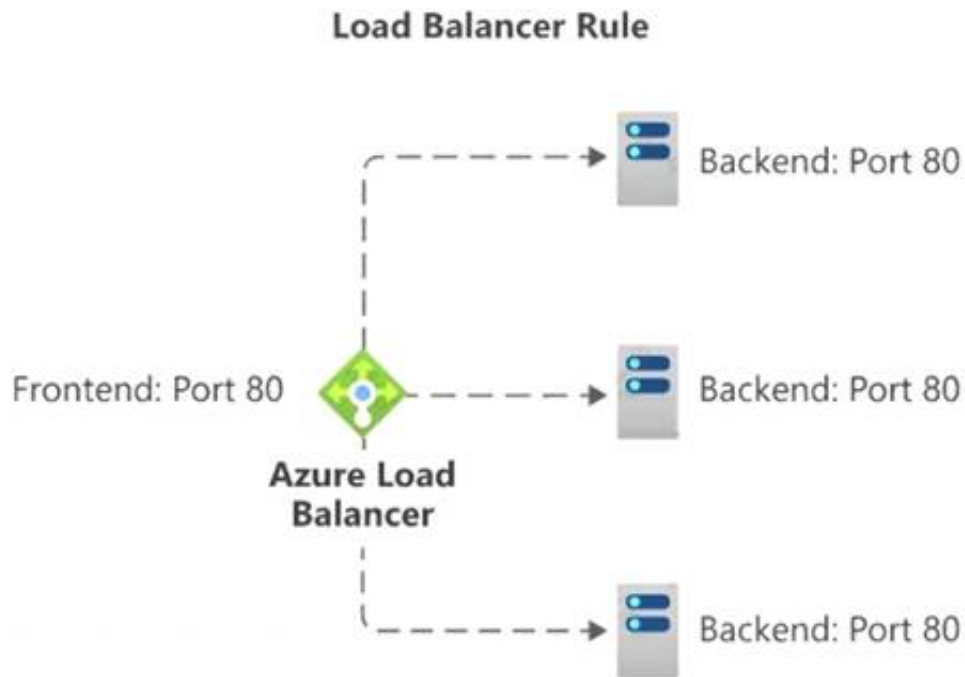 Load Balancer Rule
Backend: Port 80
Frontend: Port 80
Backend: Port 80
Azure Load
Balancer
Backend: Port 80